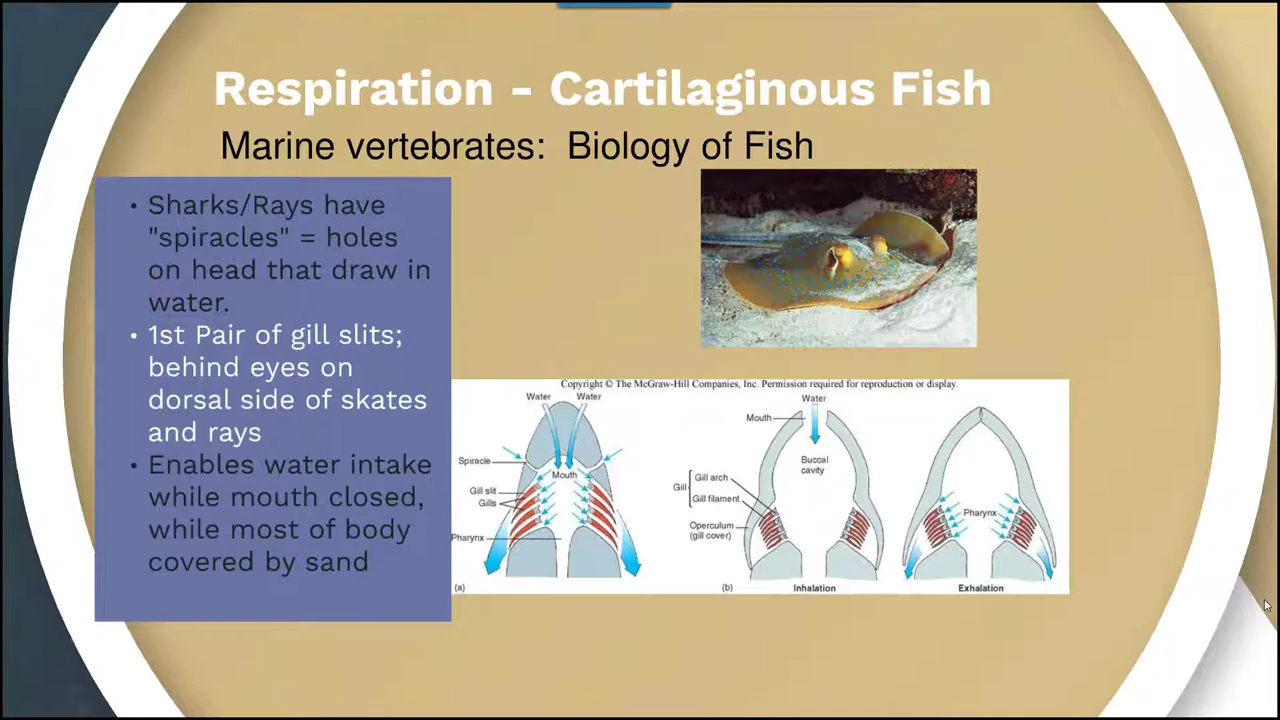 Respiration - Cartilaginous Fish
Marine vertebrates:  Biology of Fish
• Sharks/Rays have
"spiracles" = holes
on head that draw in
water.
• 1st Pair of gill slits;
behind eyes on
dorsal side of skates
and rays
• Enables water intake
while mouth closed,
while most of body
covered by sand
Copyright © The McGraw-Hill Companies, Inc. Permission required for reproduction or display.
Water Water
Spiracle
Mouth
Gill slit
Gills
Pharynx
(a)
Water
Mouth
Buccal
cavity
Gill arch
Gill
Gill filament
Operculum
(gill cover)
(b)
Inhalation
Pharynx
Exhalation